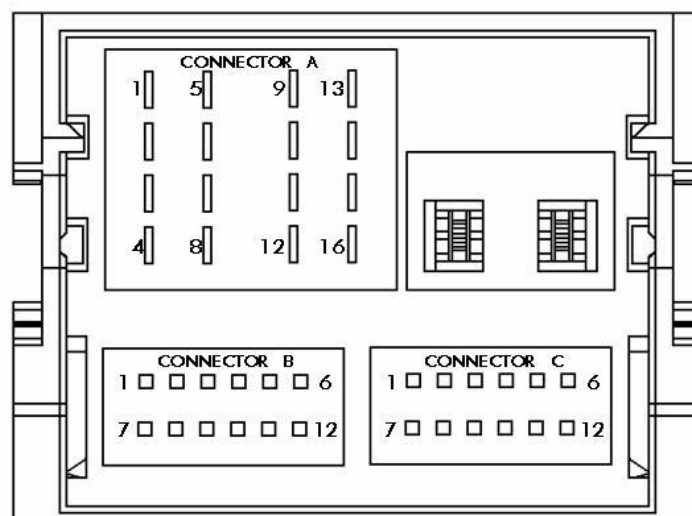 CONNECTOR A
1 5 9 13
4 8 12 16
CONNECTOR B
1 6
7 12
CONNECTOR C
1 6
7 12